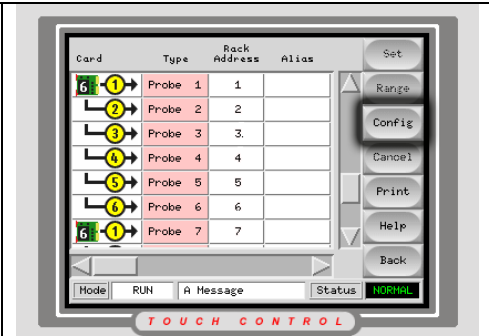 Card Type Rack Address Alias Set
6 1 Probe 1 1 Range
2 Probe 2 2
3 Probe 3 3. Config
4 Probe 4 4 Cancel
5 Probe 5 5 Print
6 Probe 6 6
6 1 Probe 7 7 Help
Back
Mode RUN A Message Status NORMAL
TOUCH CONTROL